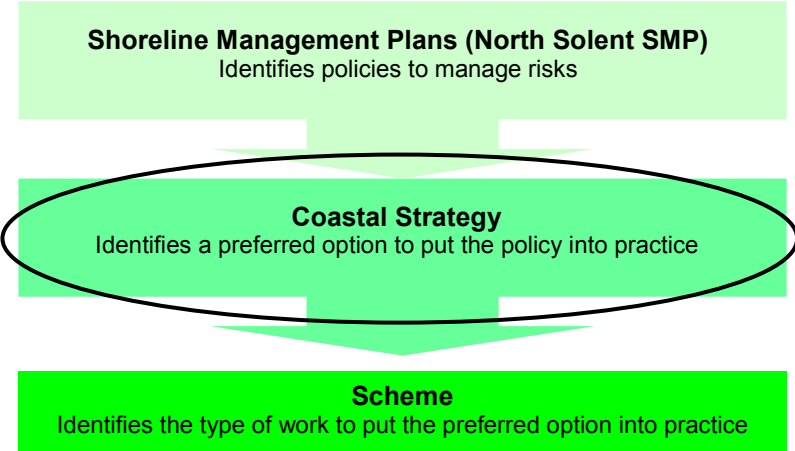 Shoreline Management Plans (North Solent SMP)
Identifies policies to manage risks
Coastal Strategy
Identifies a preferred option to put the policy into practice
Scheme
Identifies the type of work to put the preferred option into practice